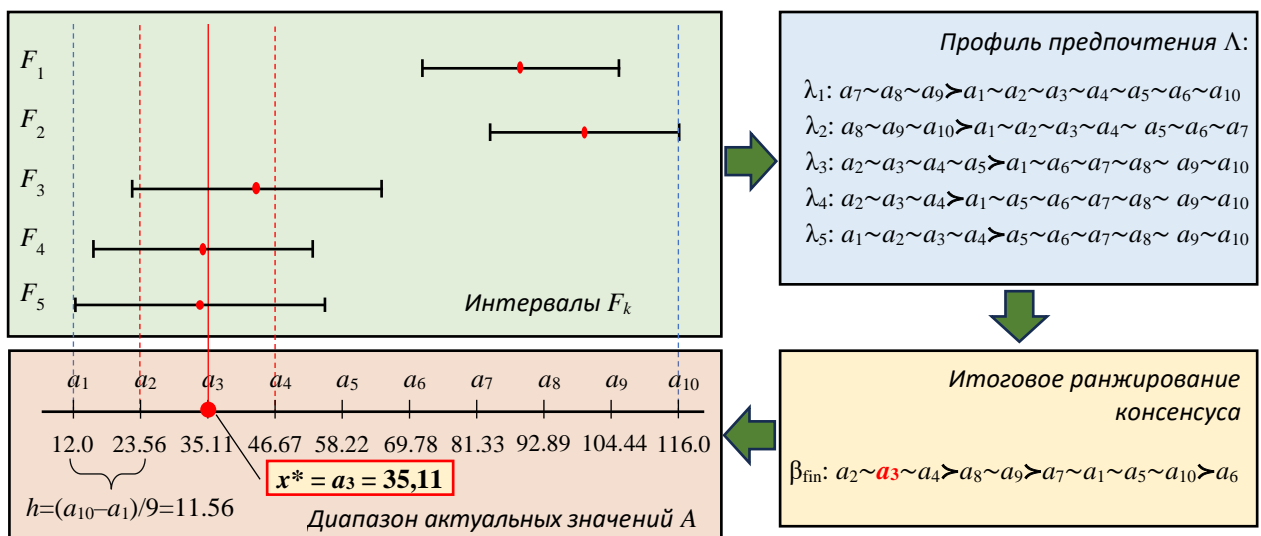 F1
F2
F3
F4
F5
Интервалы Fk
Профиль предпочтения Λ:
λ1: a7~a8~a9≻a1~a2~a3~a4~a5~a6~a10
λ2: a8~a9~a10≻a1~a2~a3~a4~ a5~a6~a7
λ3: a2~a3~a4~a5≻a1~a6~a7~a8~ a9~a10
λ4: a2~a3~a4≻a1~a5~a6~a7~a8~ a9~a10
λ5: a1~a2~a3~a4≻a5~a6~a7~a8~ a9~a10
a1 a2 a3 a4 a5 a6 a7 a8 a9 a10
12.0 23.56 35.11 46.67 58.22 69.78 81.33 92.89 104.44 116.0
x* = a3 = 35,11
h=(a10–a1)/9=11.56
Диапазон актуальных значений A
Итоговое ранжирование
консенсуса
βfin: a2~a3~a4≻a8~a9≻a7~a1~a5~a10≻a6